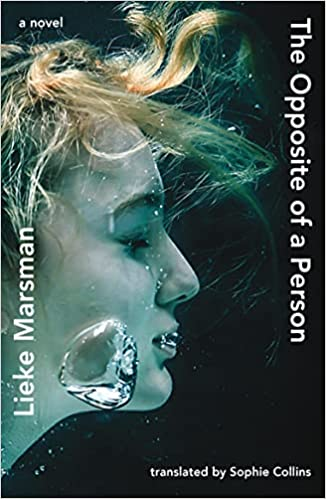 a novel
The Opposite of a Person
Lieke Marsman
translated by Sophie Collins